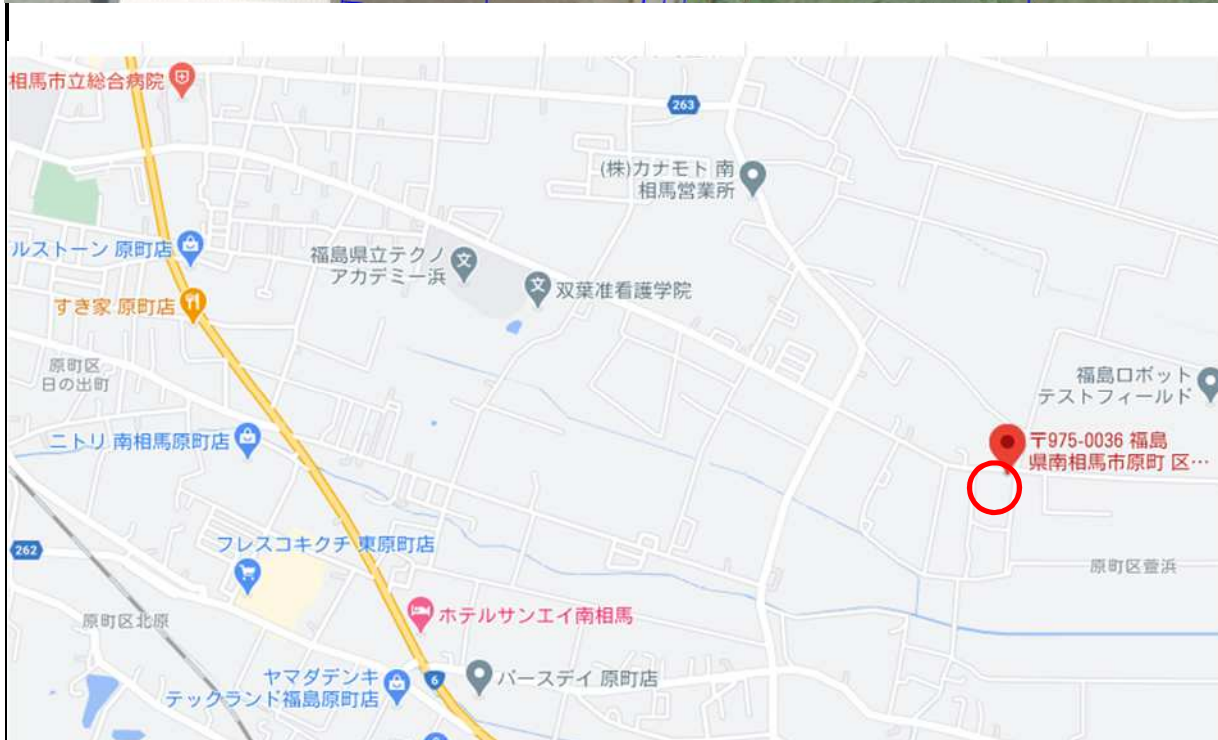 相馬市立総合病院
263
(株)カナモト 南
相馬営業所
ルストーン 原町店
福島県立テクノ
アカデミー浜
双葉准看護学院
すき家 原町店
原町区
日の出町
福島ロボット
テストフィールド
ニトリ 南相馬原町店
〒975-0036 福島
県南相馬市原町 区…
262
フレスコキクチ 東原町店
原町区萱浜
原町区北原
ホテルサンエイ南相馬
ヤマダデンキ
テックランド福島原町店
6
バースデイ 原町店